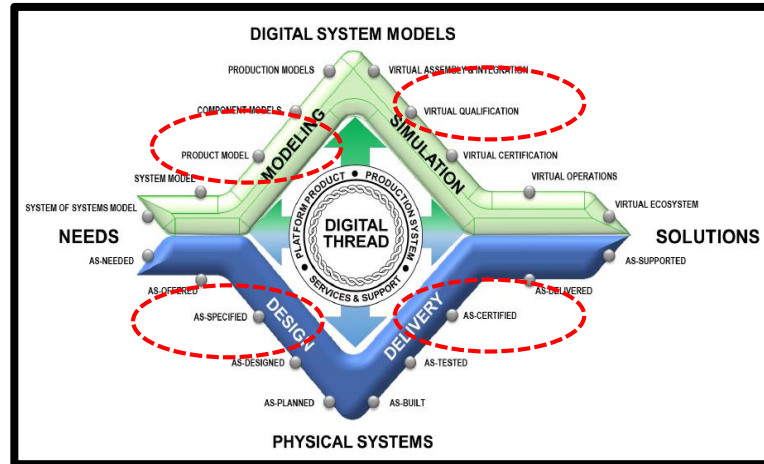 DIGITAL SYSTEM MODELS
PRODUCTION MODELS
VIRTUAL ASSEMBLY & INTEGRATION
COMPONENT MODELS
VIRTUAL QUALIFICATION
MODELING
SIMULATION
PRODUCT MODEL
VIRTUAL CERTIFICATION
SYSTEM MODEL
VIRTUAL OPERATIONS
SYSTEM OF SYSTEMS MODEL
VIRTUAL ECOSYSTEM
PLATFORM PRODUCT • PRODUCTION SYSTEM • SERVICES & SUPPORT •
DIGITAL
THREAD
NEEDS
SOLUTIONS
AS-NEEDED
AS-SUPPORTED
AS-OFFERED
AS-DELIVERED
AS-SPECIFIED
AS-CERTIFIED
DESIGN
DELIVERY
AS-DESIGNED
AS-TESTED
AS-PLANNED
AS-BUILT
PHYSICAL SYSTEMS